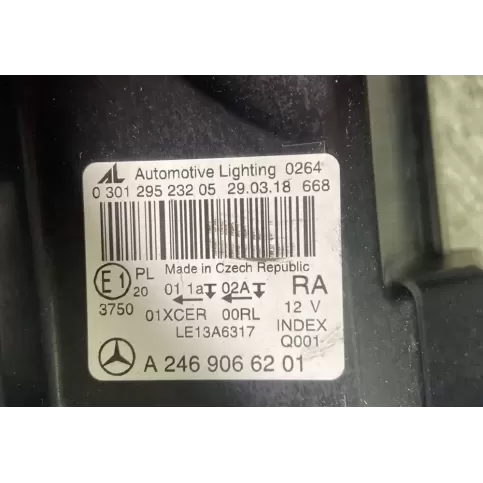 AL Automotive Lighting 0264
0 301 295 232 05 29.03.18 668
Made in Czech Republic
E1 PL 20 01 1a 02A RA
3750 01XCER 00RL 12 V
LE13A6317 INDEX
Q001
A 246 906 62 01